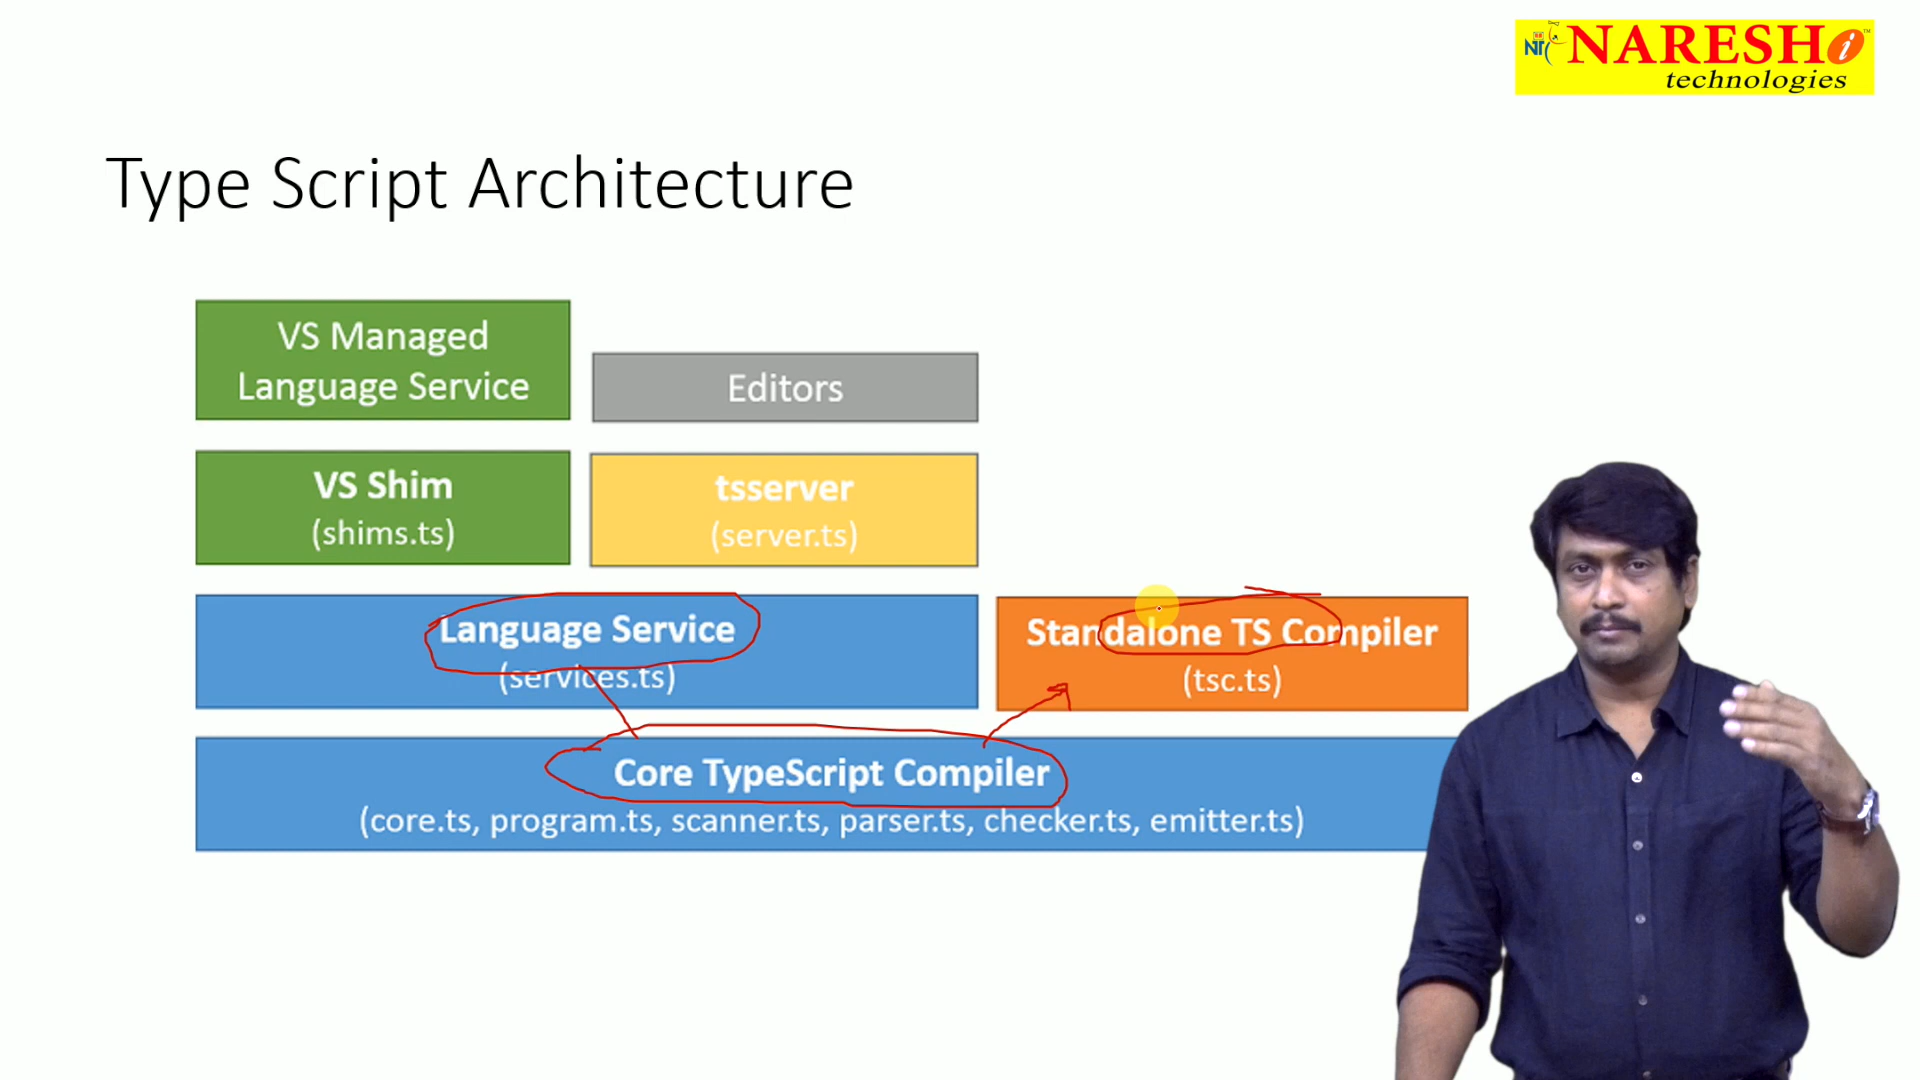 NT
NARESH i
technologies
Type Script Architecture
VS Managed
Language Service
Editors
VS Shim
(shims.ts)
tsserver
(server.ts)
Language Service
(services.ts)
Standalone TS Compiler
(tsc.ts)
Core TypeScript Compiler
(core.ts, program.ts, scanner.ts, parser.ts, checker.ts, emitter.ts)